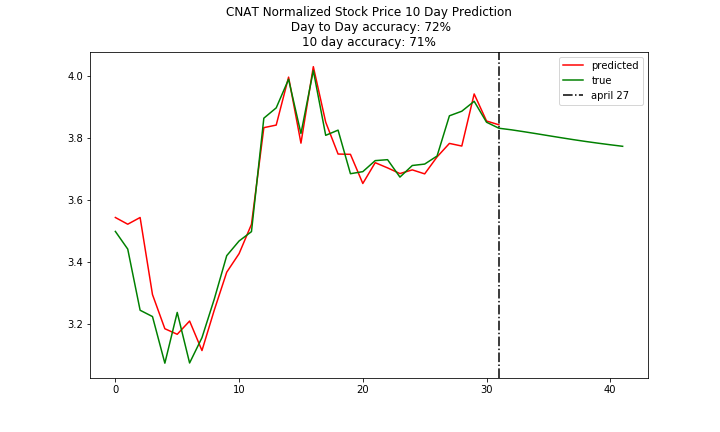 CNAT Normalized Stock Price 10 Day Prediction
Day to Day accuracy: 72%
10 day accuracy: 71%
predicted
true
april 27
4.0
3.8
3.6
3.4
3.2
0 10 20 30 40